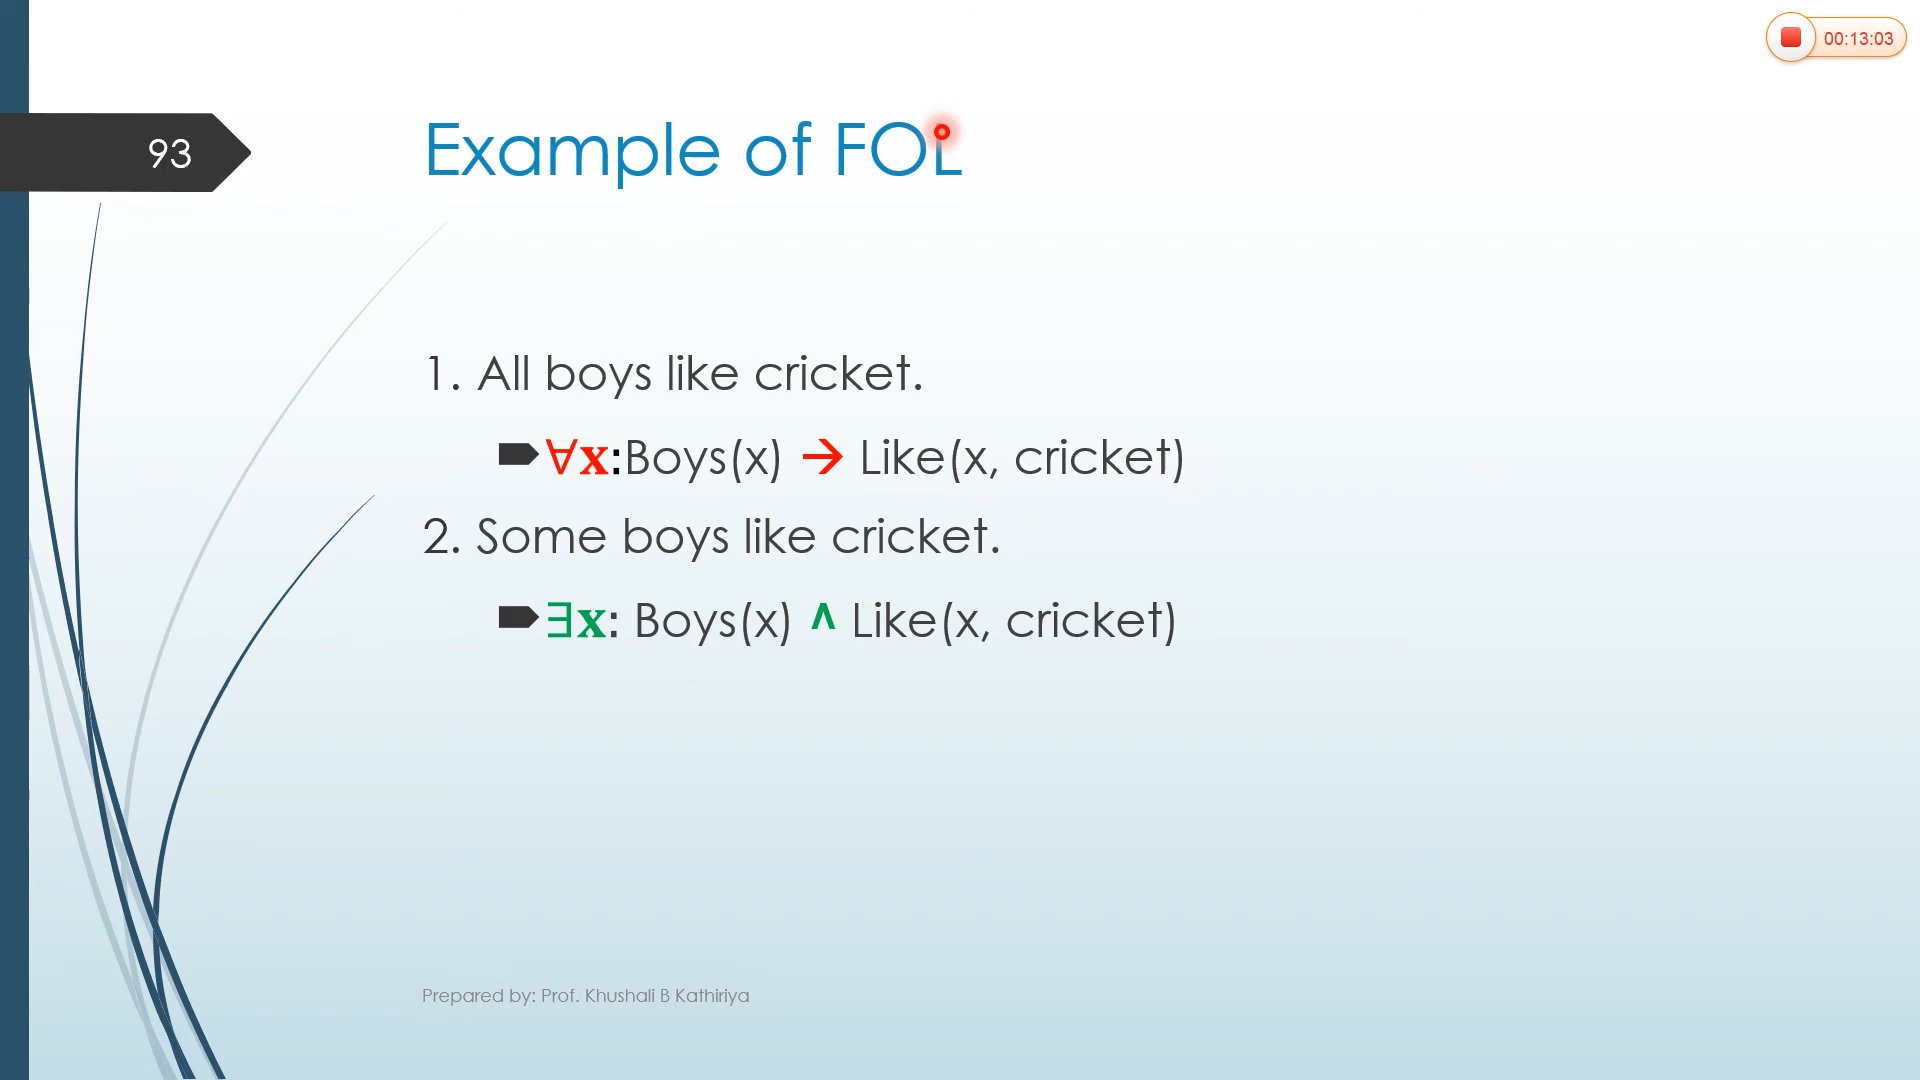 00:13:03
93
Example of FOL
1. All boys like cricket.
∀x:Boys(x) → Like(x, cricket)
2. Some boys like cricket.
∃x: Boys(x) ∧ Like(x, cricket)
Prepared by: Prof. Khushali B Kathiriya